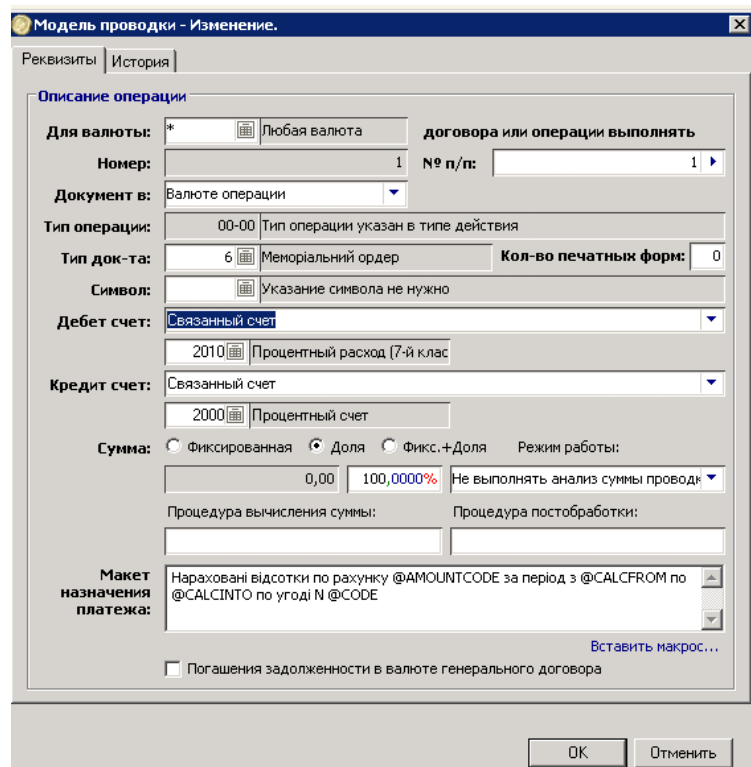 Модель проводки - Изменение.
Реквизиты История
Описание операции
Для валюты: * Любая валюта договора или операции выполнять
Номер: 1 № п/п: 1
Документ в: Валюте операции
Тип операции: 00-00 Тип операции указан в типе действия
Тип док-та: 6 Меморіальний ордер Кол-во печатных форм: 0
Символ: Указание символа не нужно
Дебет счет: Связанный счет
2010 Процентный расход (7-й клас
Кредит счет: Связанный счет
2000 Процентный счет
Сумма: Фиксированная Доля Фикс.+Доля Режим работы:
0,00 100,0000% Не выполнять анализ суммы проводк
Процедура вычисления суммы: Процедура постобработки:
Макет назначения платежа: Нараховані відсотки по рахунку @AMOUNTCODE за період з @CALCFROM по
@CALCINTO по угоді N @CODE
Вставить макрос...
Погашения задолженности в валюте генерального договора
OK Отменить